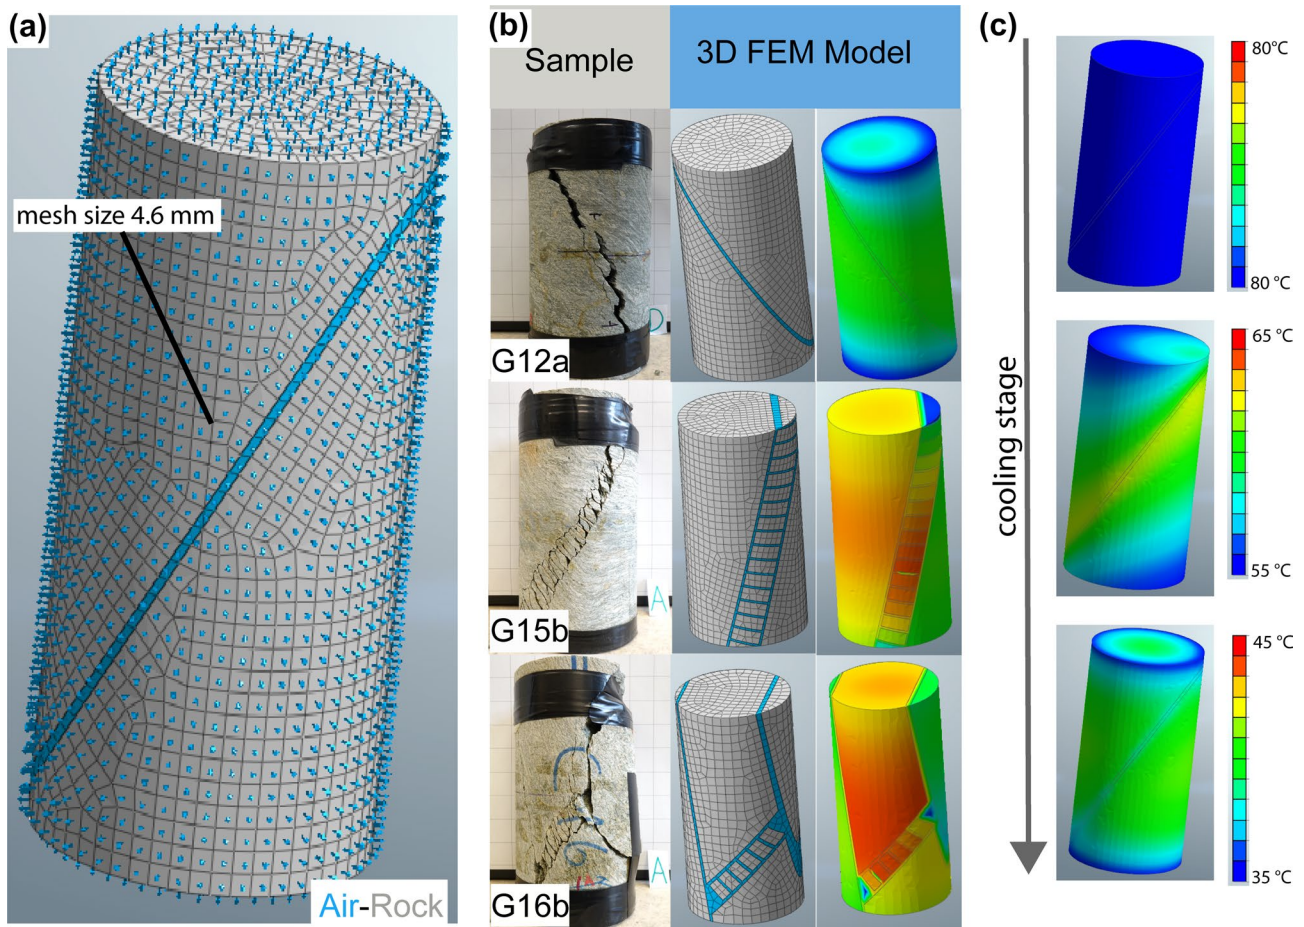 (a)
mesh size 4.6 mm
Air-Rock
(b)
Sample
3D FEM Model
G12a
G15b
A
G16b
A
(c)
cooling stage
80°C
80 °C
65 °C
55 °C
45 °C
35 °C